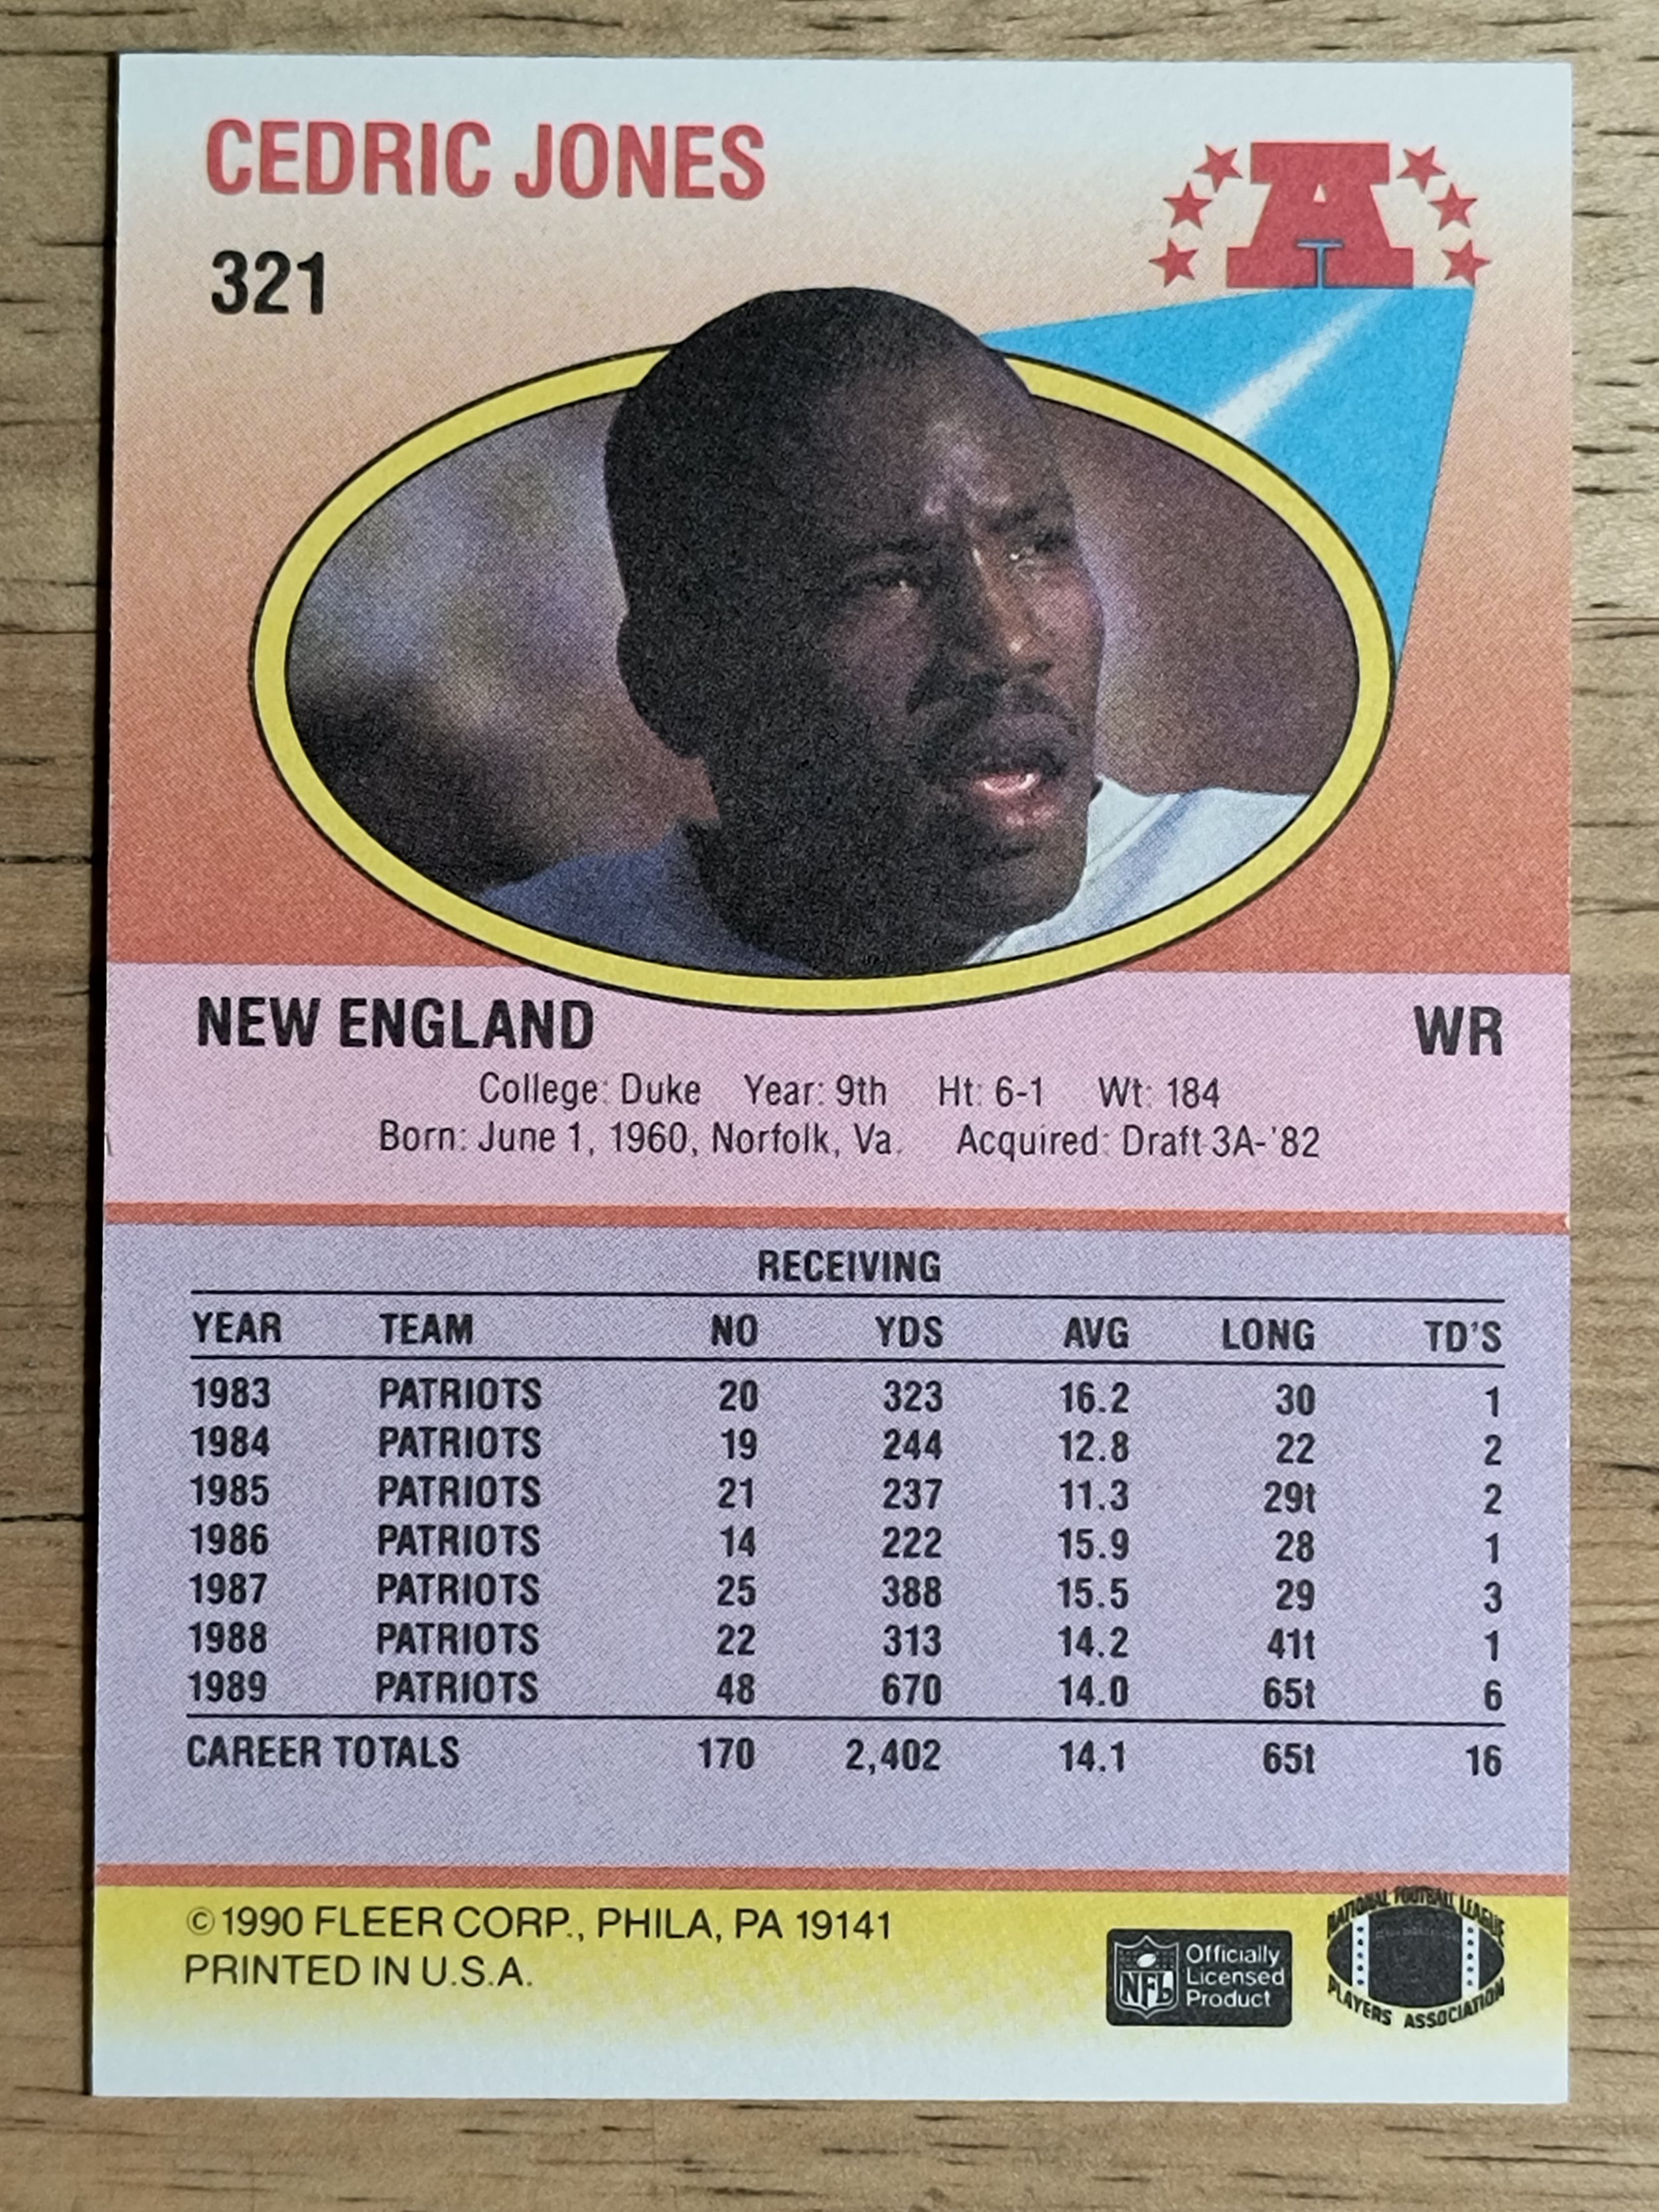 CEDRIC JONES
A
321
NEW ENGLAND WR
College: Duke Year: 9th Ht: 6-1 Wt: 184
Born: June 1, 1960, Norfolk, Va. Acquired: Draft 3A-'82
RECEIVING
YEAR TEAM NO YDS AVG LONG TD'S
1983 PATRIOTS 20 323 16.2 30 1
1984 PATRIOTS 19 244 12.8 22 2
1985 PATRIOTS 21 237 11.3 29t 2
1986 PATRIOTS 14 222 15.9 28 1
1987 PATRIOTS 25 388 15.5 29 3
1988 PATRIOTS 22 313 14.2 41t 1
1989 PATRIOTS 48 670 14.0 65t 6
CAREER TOTALS 170 2,402 14.1 65t 16
©1990 FLEER CORP., PHILA, PA 19141
PRINTED IN U.S.A.
NFL
Officially
Licensed
Product
NATIONAL FOOTBALL LEAGUE
PLAYERS ASSOCIATION